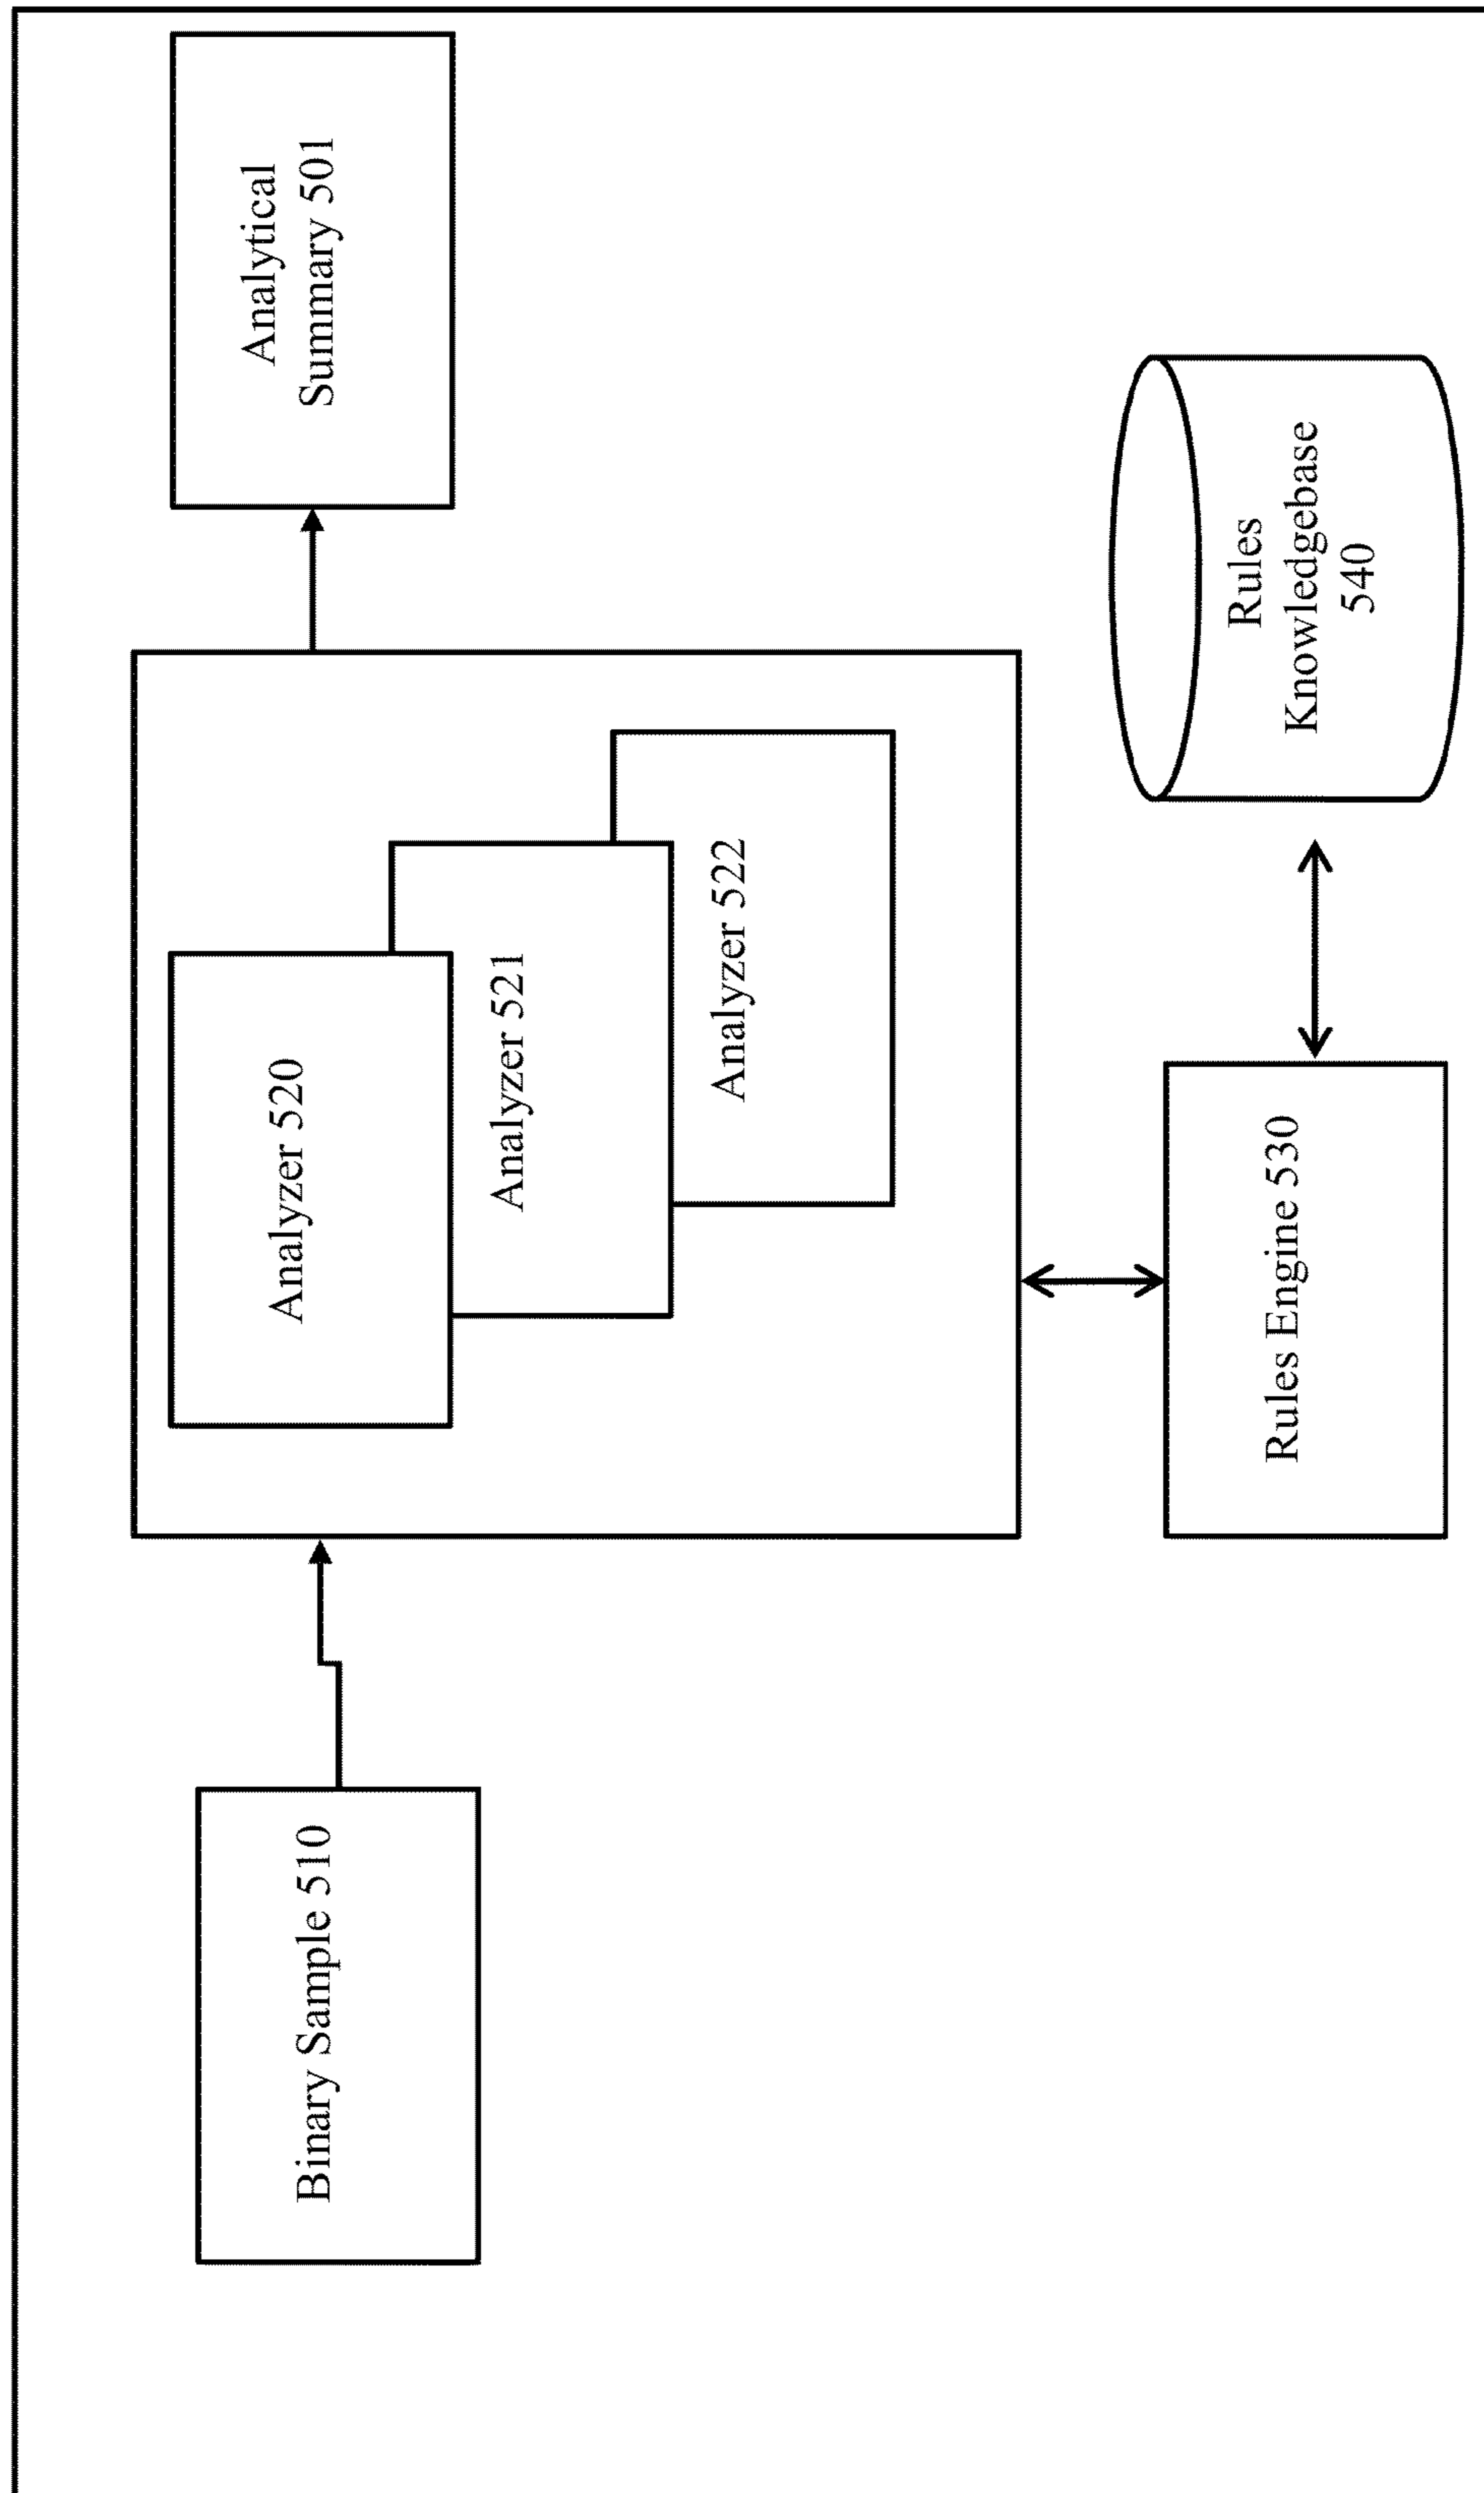 Binary Sample 510
Analyzer 520
Analyzer 521
Analyzer 522
Analytical
Summary 501
Rules Engine 530
Rules
Knowledgebase
540